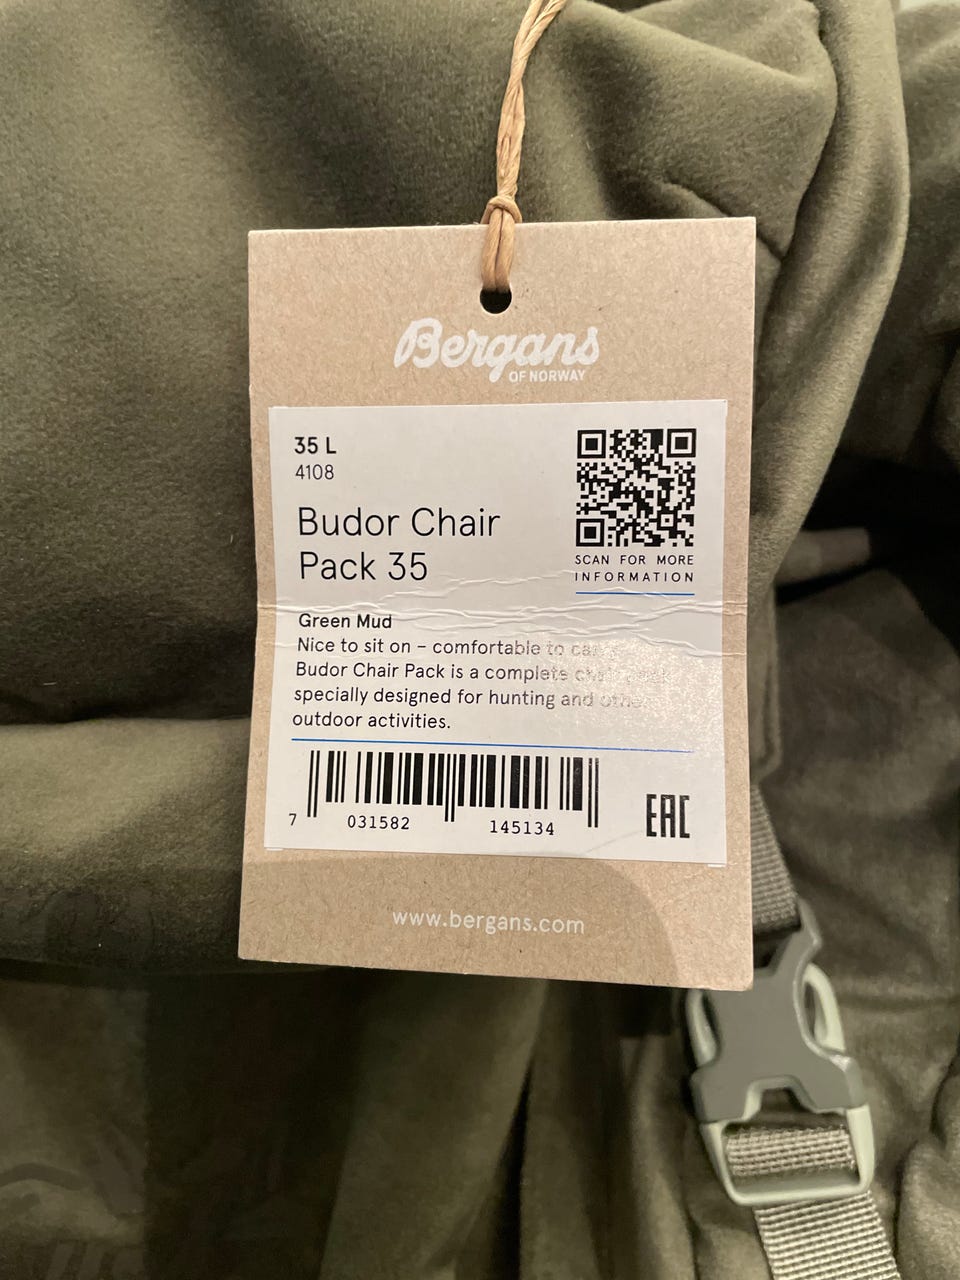 Bergans
OF NORWAY
35 L
4108
Budor Chair
Pack 35
SCAN FOR MORE
INFORMATION
Green Mud
Nice to sit on – comfortable to
Budor Chair Pack is a complete
specially designed for hunting and
outdoor activities.
7 031582 145134
EAC
www.bergans.com